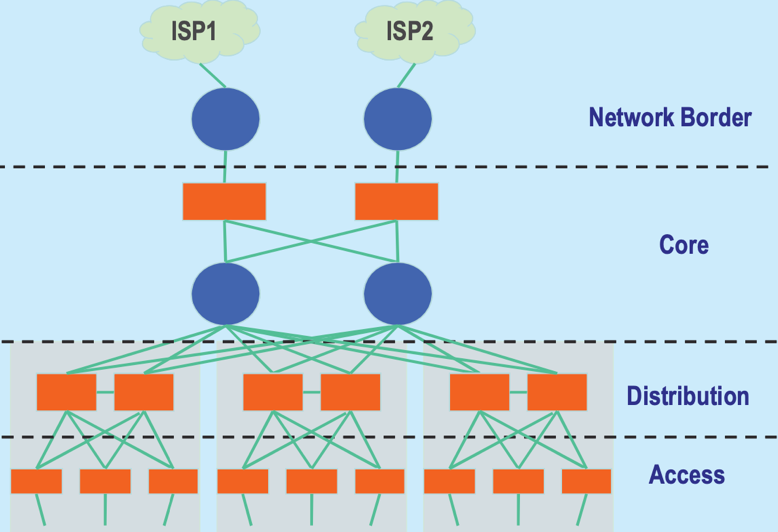 ISP1
ISP2
Network Border
Core
Distribution
Access